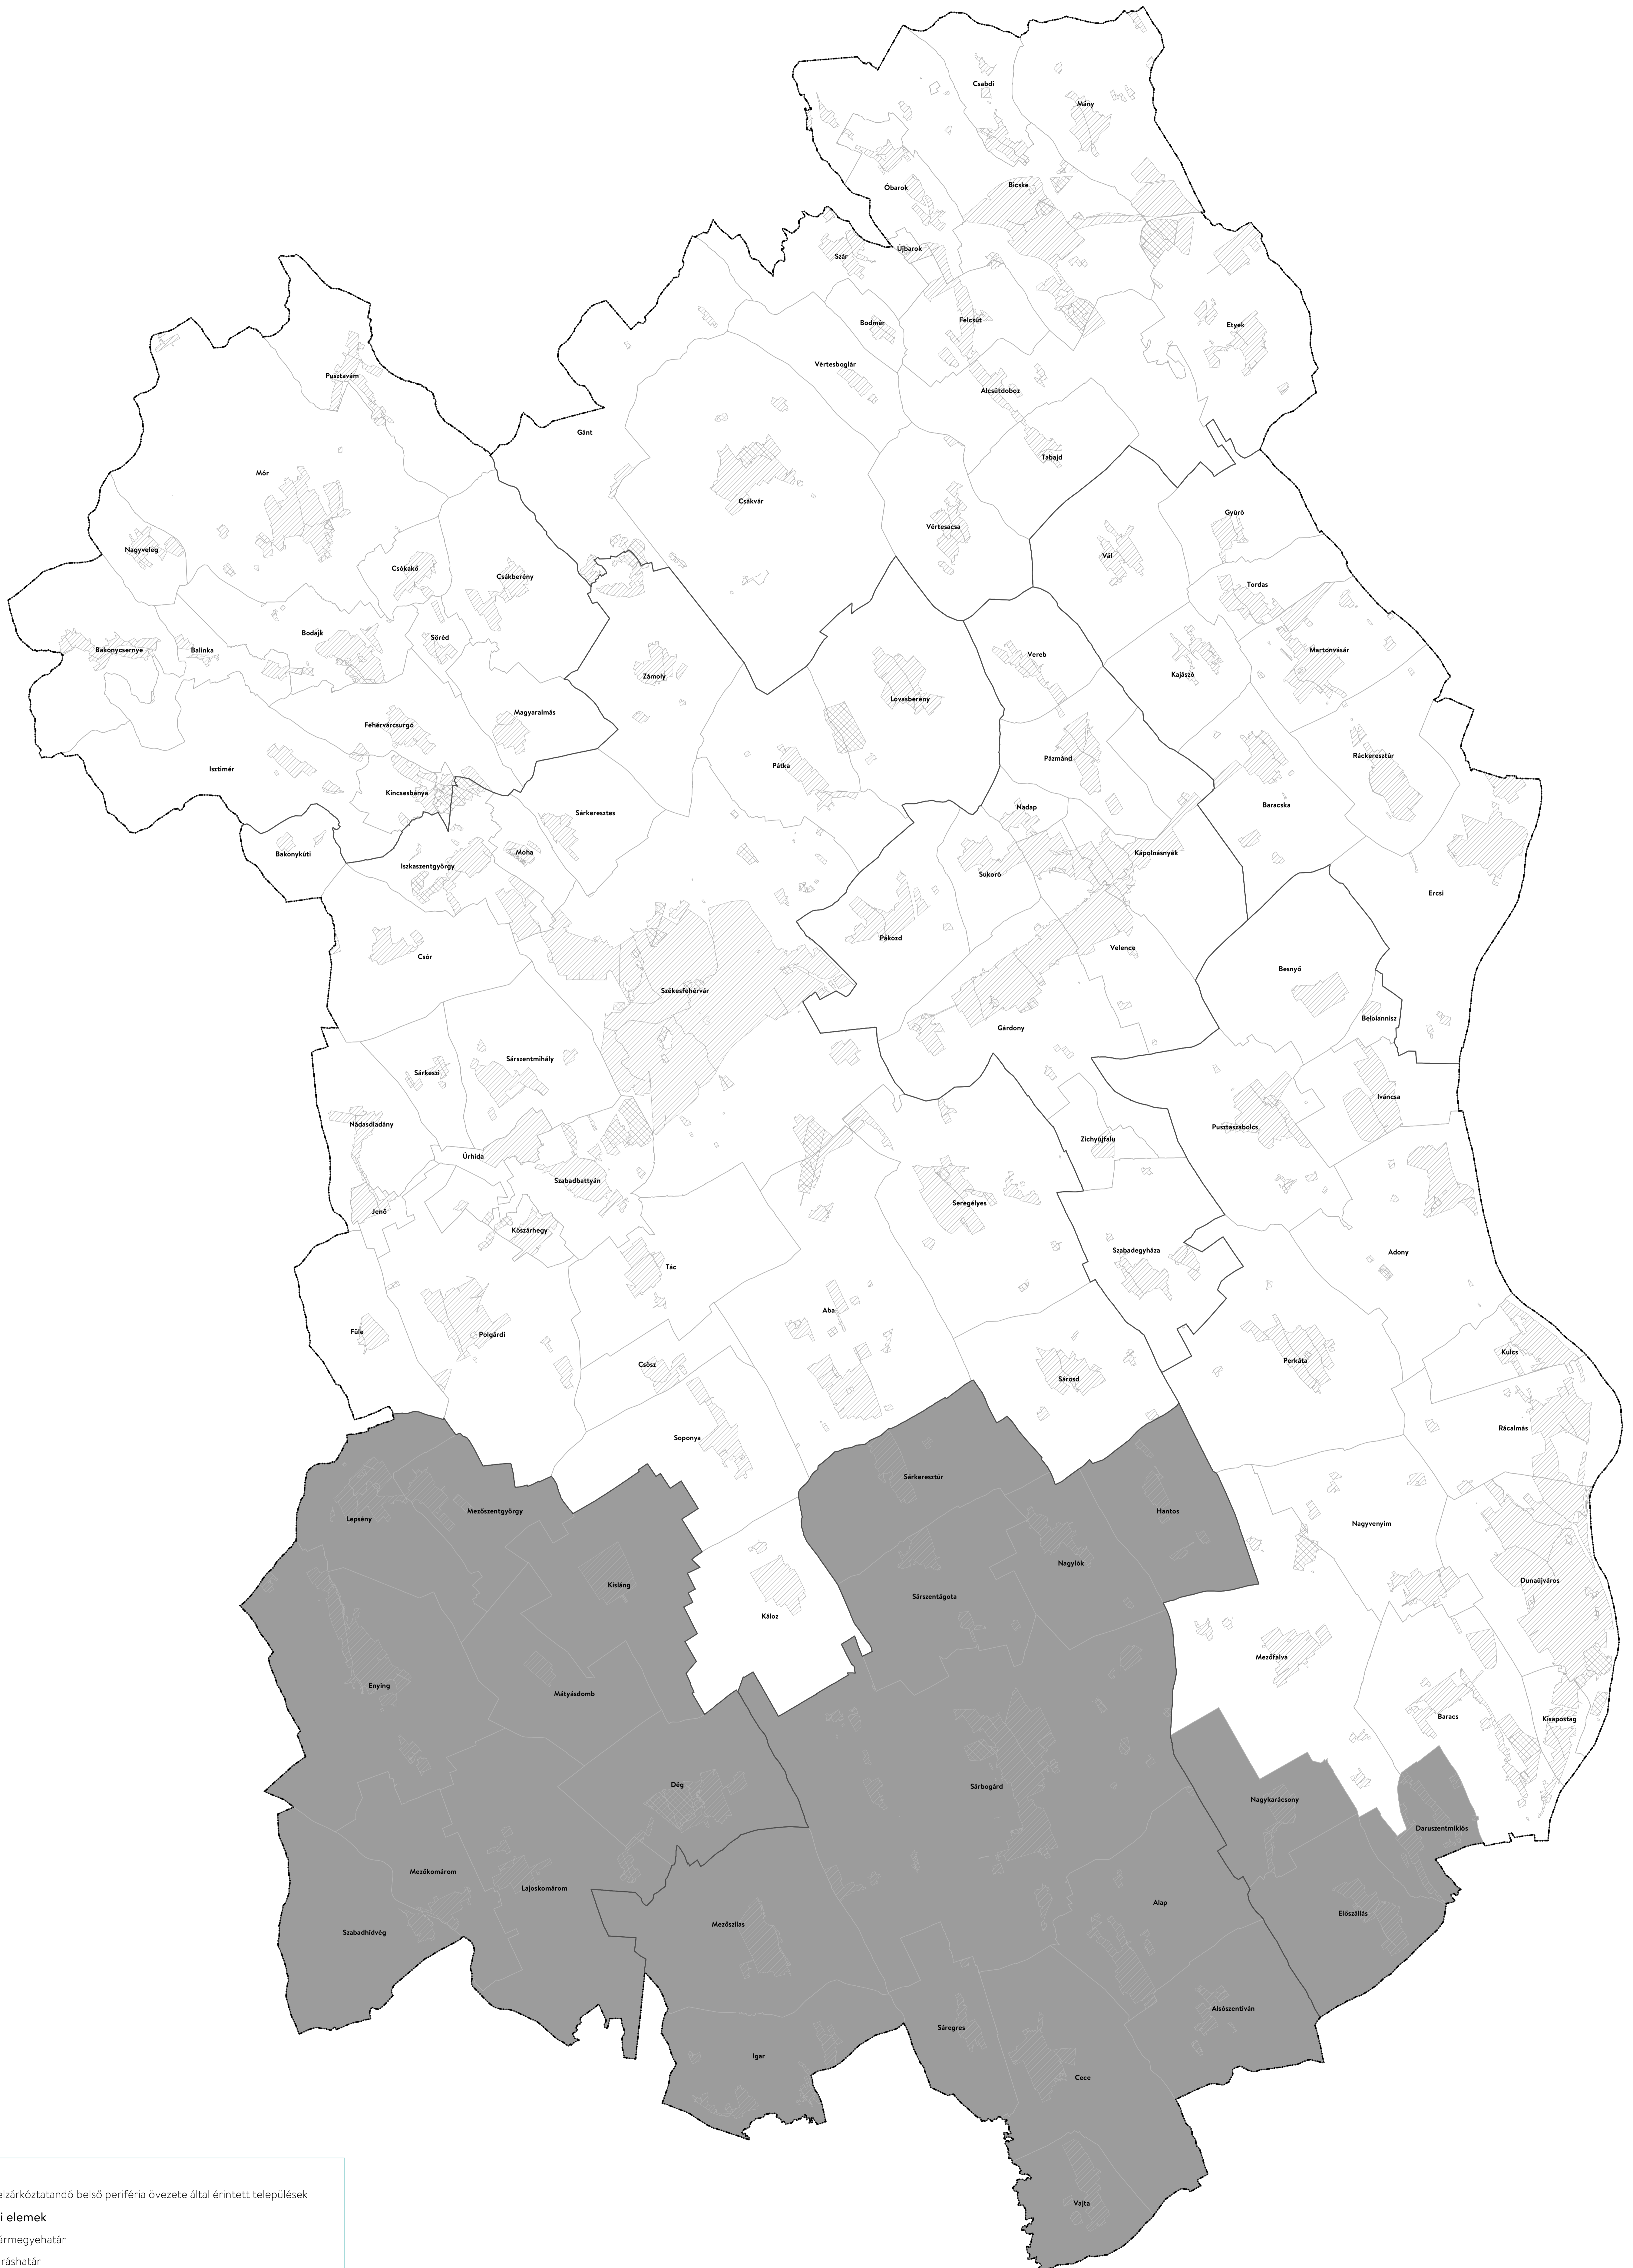 Csabdi
Mány
Óbarok
Bicske
Újbarok
Szár
Bodmér
Felcsút
Etyek
Vértesboglár
Pusztavám
Alcsútdoboz
Gánt
Tabajd
Mór
Csákvár
Vértesacsa
Gyúró
Nagyveleg
Vál
Csókakő
Csákberény
Tordas
Bodajk
Söréd
Bakonycsernye
Balinka
Vereb
Martonvásár
Zámoly
Kajászó
Lovasberény
Magyaralmás
Fehérvárcsurgó
Pázmánd
Ráckeresztúr
Isztimér
Pátka
Kincsesbánya
Nadap
Baracska
Sárkeresztes
Bakonykúti
Moha
Kápolnásnyék
Iszkaszentgyörgy
Sukoró
Ercsi
Pákozd
Velence
Csór
Besnyő
Székesfehérvár
Beloiannisz
Gárdony
Sárszentmihály
Sárkeszi
Iváncsa
Nádasdladány
Pusztaszabolcs
Zichyújfalu
Úrhida
Szabadbattyán
Seregélyes
Jenő
Kőszárhegy
Szabadegyháza
Adony
Tác
Aba
Füle
Polgárdi
Kulcs
Csősz
Perkáta
Sárosd
Rácalmás
Soponya
Sárkeresztúr
Mezőszentgyörgy
Hantos
Lepsény
Nagyvenyim
Nagylók
Dunaújváros
Kisláng
Sárszentágota
Káloz
Mezőfalva
Enying
Mátyásdomb
Baracs
Kisapostag
Dég
Sárbogárd
Nagykarácsony
Daruszentmiklós
Mezőkomárom
Lajoskomárom
Alap
Előszállás
Mezőszilas
Szabadhídvég
Alsószentiván
Sáregres
Igar
Cece
Vajta
elzárkóztatandó belső periféria övezete által érintett települések
i elemek
ármegyehatár
áráshatár